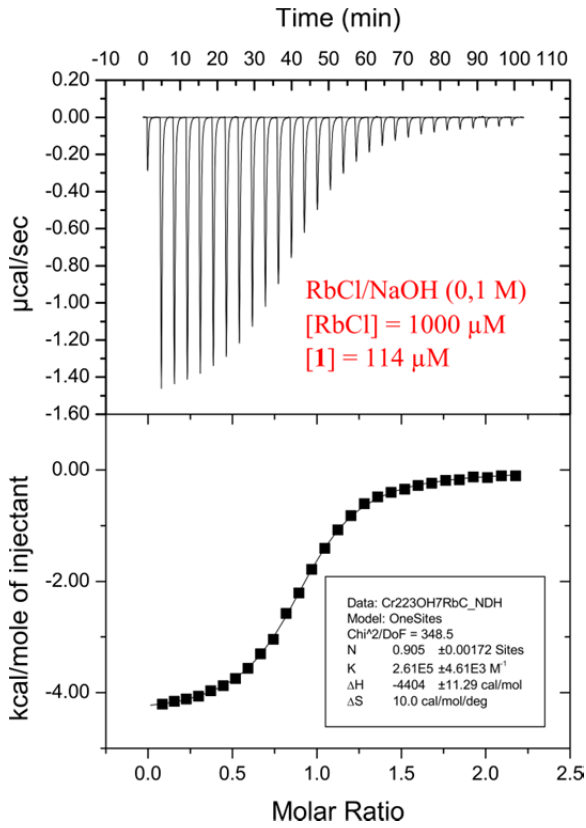 Time (min)
-10 0 10 20 30 40 50 60 70 80 90 100 110
0.20
0.00
-0.20
-0.40
-0.60
-0.80
-1.00
-1.20
-1.40
-1.60
µcal/sec
RbCl/NaOH (0,1 M)
[RbCl] = 1000 µM
[1] = 114 µM
0.00
-2.00
-4.00
kcal/mole of injectant
Data: Cr223OH7RbC_NDH
Model: OneSites
Chi^2/DoF = 348.5
N 0.905 ±0.00172 Sites
K 2.61E5 ±4.61E3 M⁻¹
ΔH -4404 ±11.29 cal/mol
ΔS 10.0 cal/mol/deg
0.0 0.5 1.0 1.5 2.0 2.5
Molar Ratio